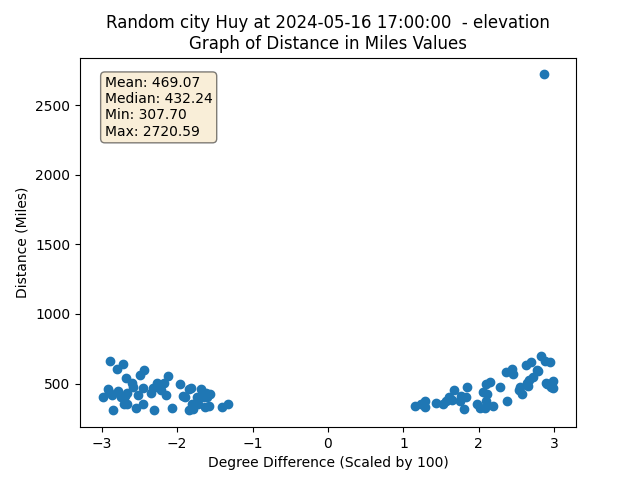 Random city Huy at 2024-05-16 17:00:00  - elevation
Graph of Distance in Miles Values
Mean: 469.07
Median: 432.24
Min: 307.70
Max: 2720.59
Distance (Miles)
2500
2000
1500
1000
500
−3 −2 −1 0 1 2 3
Degree Difference (Scaled by 100)